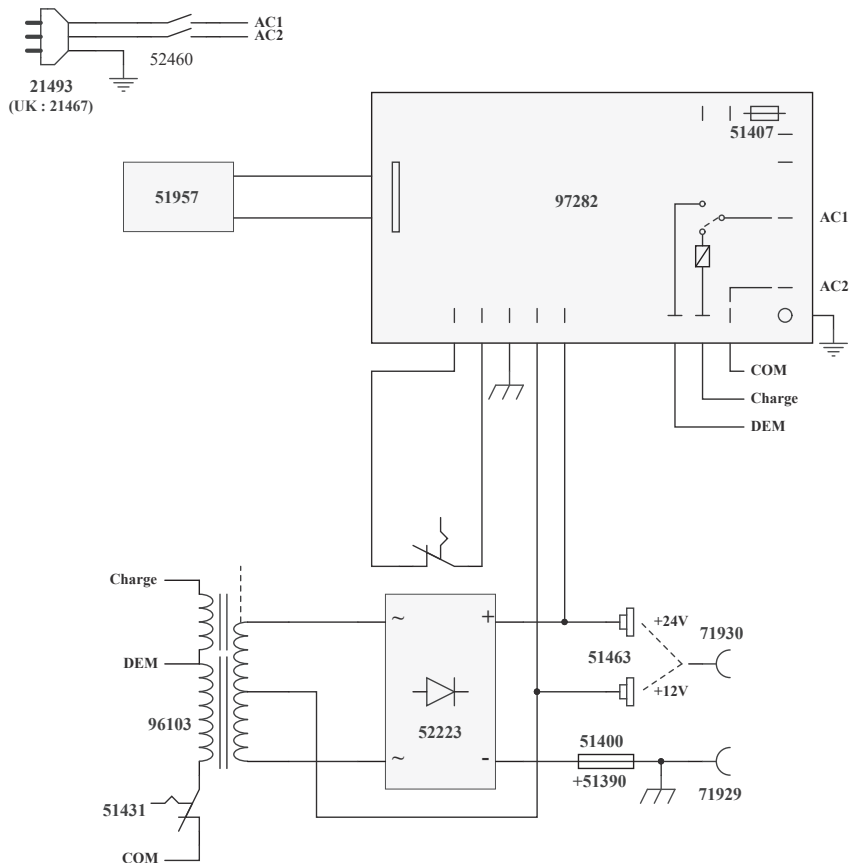 AC1
AC2
52460
21493
(UK : 21467)
51407
51957
97282
AC1
AC2
COM
Charge
DEM
Charge
~
+
+24V
71930
51463
DEM
+12V
96103
52223
51400
~
-
+51390
71929
51431
COM